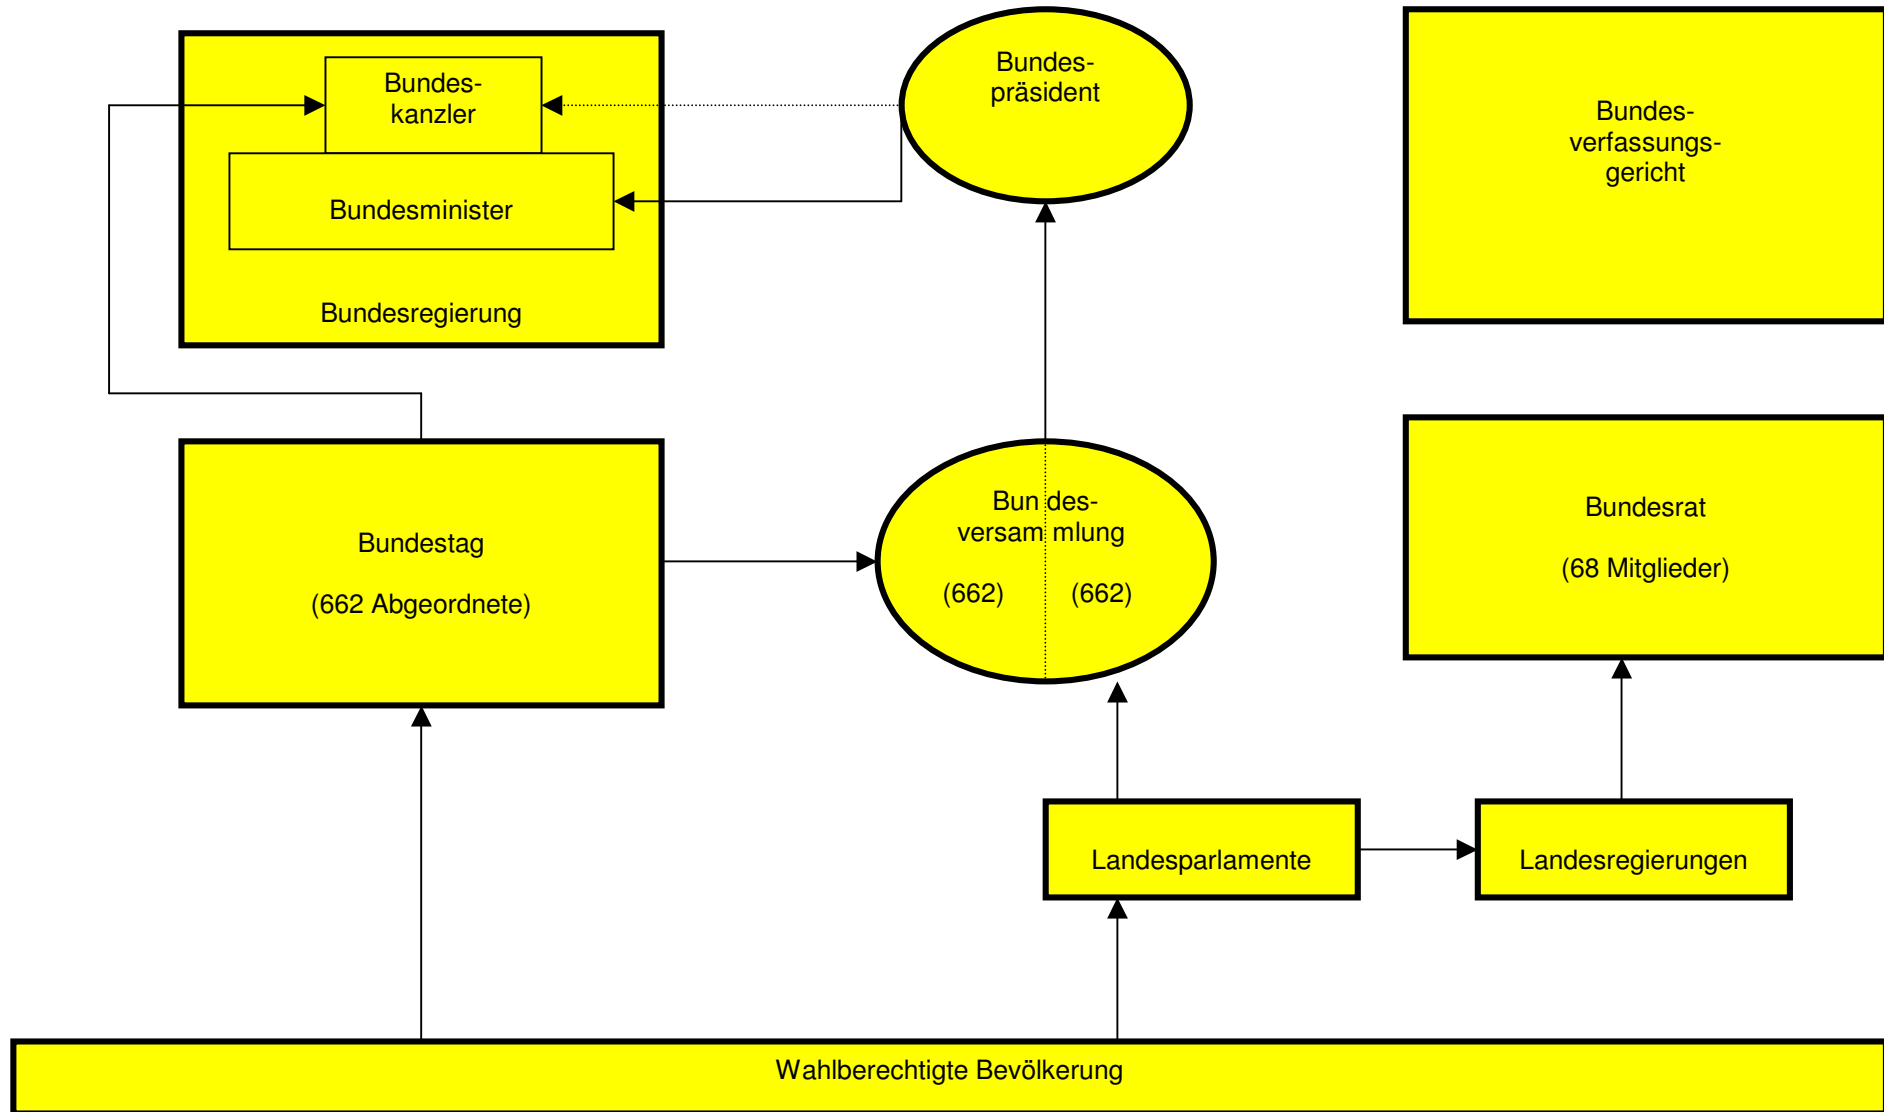 Bundes-
kanzler
Bundesminister
Bundesregierung
Bundes-
präsident
Bundes-
verfassungs-
gericht
Bundestag
(662 Abgeordnete)
Bun des-
versam mlung
(662) (662)
Bundesrat
(68 Mitglieder)
Landesparlamente
Landesregierungen
Wahlberechtigte Bevölkerung